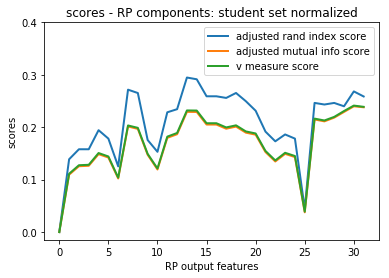 scores - RP components: student set normalized
0.4
adjusted rand index score
adjusted mutual info score
v measure score
0.3
0.2
0.1
0.0
scores
0 5 10 15 20 25 30
RP output features